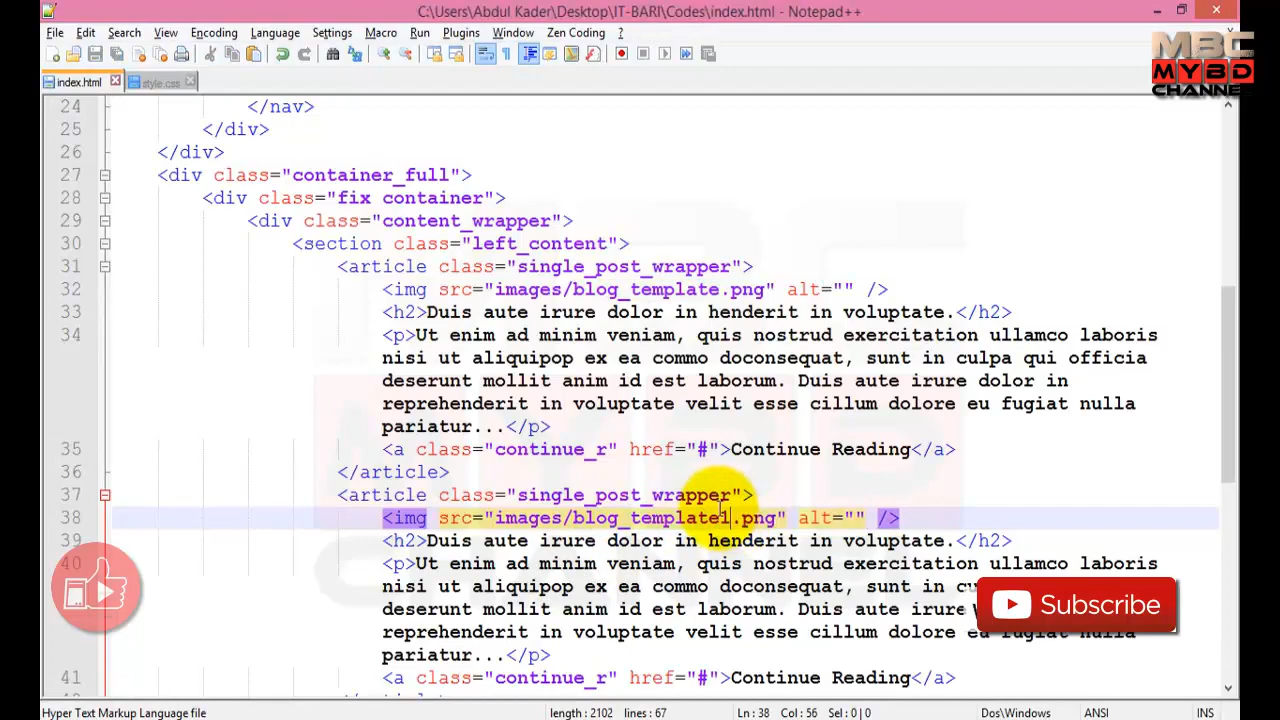 C:\Users\Abdul Kader\Desktop\IT-BARI\Codes\index.html - Notepad++
File Edit Search View Encoding Language Settings Macro Run Plugins Window Zen Coding ?
MBC
MYBD
CHANNEL
index.html style.css
24 </nav>
25 </div>
26 </div>
27 <div class="container_full">
28 <div class="fix container">
29 <div class="content_wrapper">
30 <section class="left_content">
31 <article class="single_post_wrapper">
32 <img src="images/blog_template.png" alt="" />
33 <h2>Duis aute irure dolor in henderit in voluptate.</h2>
34 <p>Ut enim ad minim veniam, quis nostrud exercitation ullamco laboris
nisi ut aliquipop ex ea commo doconsequat, sunt in culpa qui officia
deserunt mollit anim id est laborum. Duis aute irure dolor in
reprehenderit in voluptate velit esse cillum dolore eu fugiat nulla
pariatur...</p>
35 <a class="continue_r" href="#">Continue Reading</a>
36 </article>
37 <article class="single_post_wrapper">
38 <img src="images/blog_template1.png" alt="" />
39 <h2>Duis aute irure dolor in henderit in voluptate.</h2>
40 <p>Ut enim ad minim veniam, quis nostrud exercitation ullamco laboris
nisi ut aliquipop ex ea commo doconsequat, sunt in
deserunt mollit anim id est laborum. Duis aute irure
reprehenderit in voluptate velit esse cillum dolore eu fugiat nulla
pariatur...</p>
41 <a class="continue_r" href="#">Continue Reading</a>
Subscribe
Hyper Text Markup Language file length : 2102 lines : 67 Ln : 38 Col : 56 Sel : 0 | 0 Dos\Windows ANSI INS